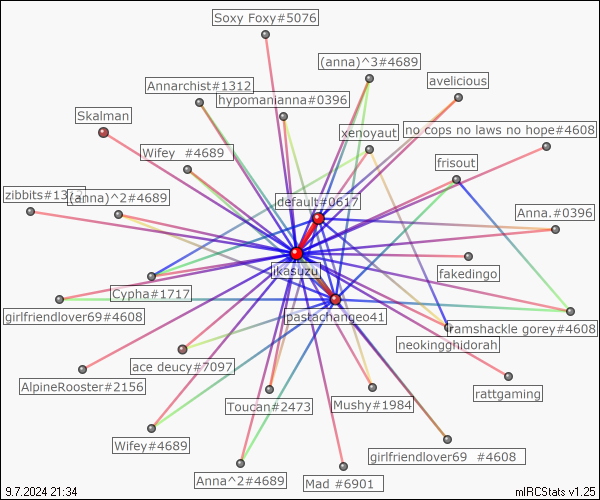 Soxy Foxy#5076
(anna)^3#4689
Annarchist#1312
avelicious
hypomanianna#0396
Skalman
xenoyaut
no cops no laws no hope#4608
Wifey  #4689
frisout
zibbits#1312
(anna)^2#4689
default#0617
Anna.#0396
jkasuzu
fakedingo
Cypha#1717
girlfriendlover69#4608
pastachangeo41
ramshackle gorey#4608
neokingghidorah
ace deucy#7097
AlpineRooster#2156
rattgaming
Toucan#2473
Mushy#1984
Wifey#4689
girlfriendlover69  #4608
Anna^2#4689
Mad #6901
9.7.2024 21:34
mIRCStats v1.25